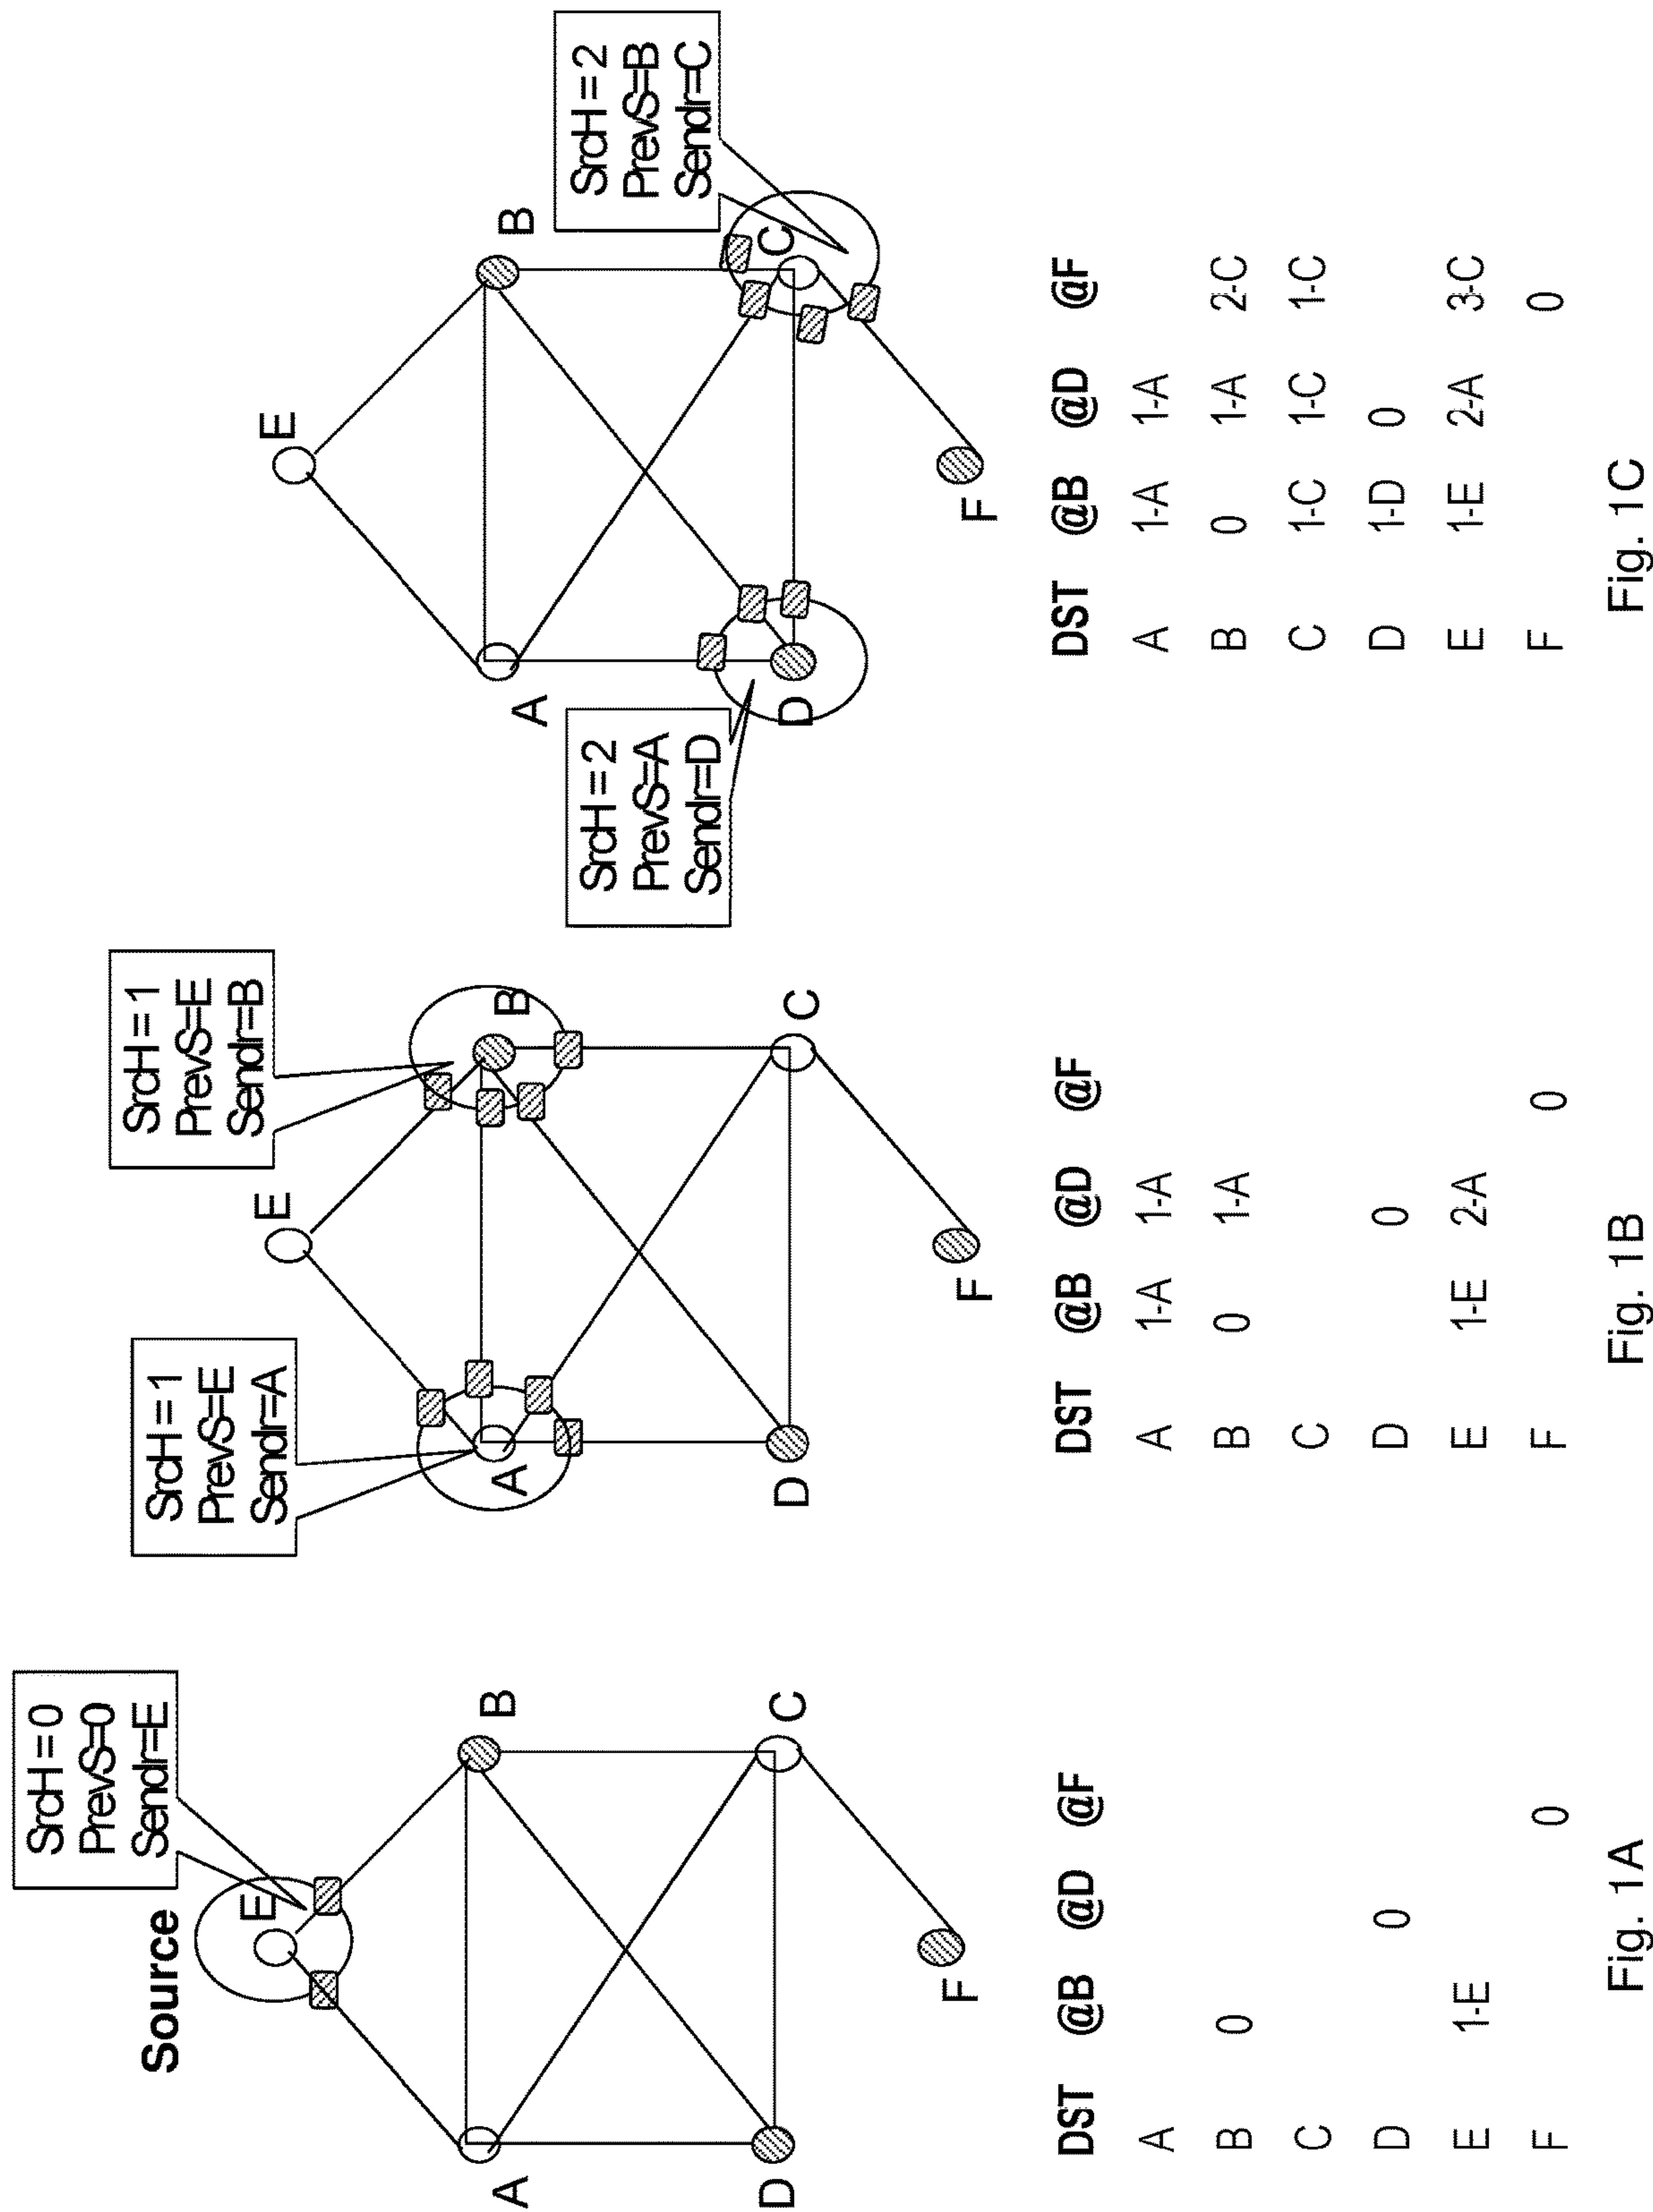 Source
SrcH = 0
PrevS=0
Sendr=E
E
A
B
D
C
F
DST @B @D @F
A
B 0
C
D 0
E 1-E
F 0
Fig. 1A
SrcH = 1
PrevS=E
Sendr=A
SrcH = 1
PrevS=E
Sendr=B
E
A
B
D
C
F
DST @B @D @F
A 1-A 1-A
B 0 1-A
C
D 0
E 1-E 2-A
F 0
Fig. 1B
E
A
B
SrcH = 2
PrevS=A
Sendr=D
SrcH = 2
PrevS=B
Sendr=C
D
C
F
DST @B @D @F
A 1-A 1-A
B 0 1-A 2-C
C 1-C 1-C 1-C
D 1-D 0
E 1-E 2-A 3-C
F 0
Fig. 1C